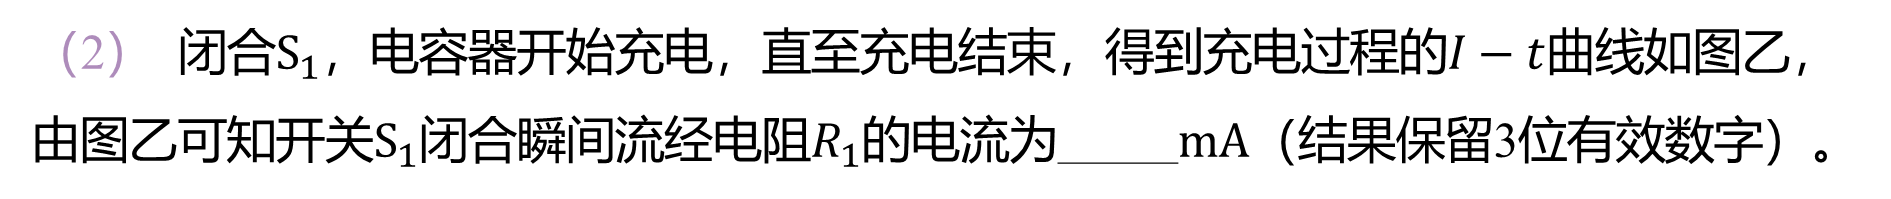 （2） 闭合S₁，电容器开始充电，直至充电结束，得到充电过程的I − t曲线如图乙，
由图乙可知开关S₁闭合瞬间流经电阻R₁的电流为_____mA（结果保留3位有效数字）。